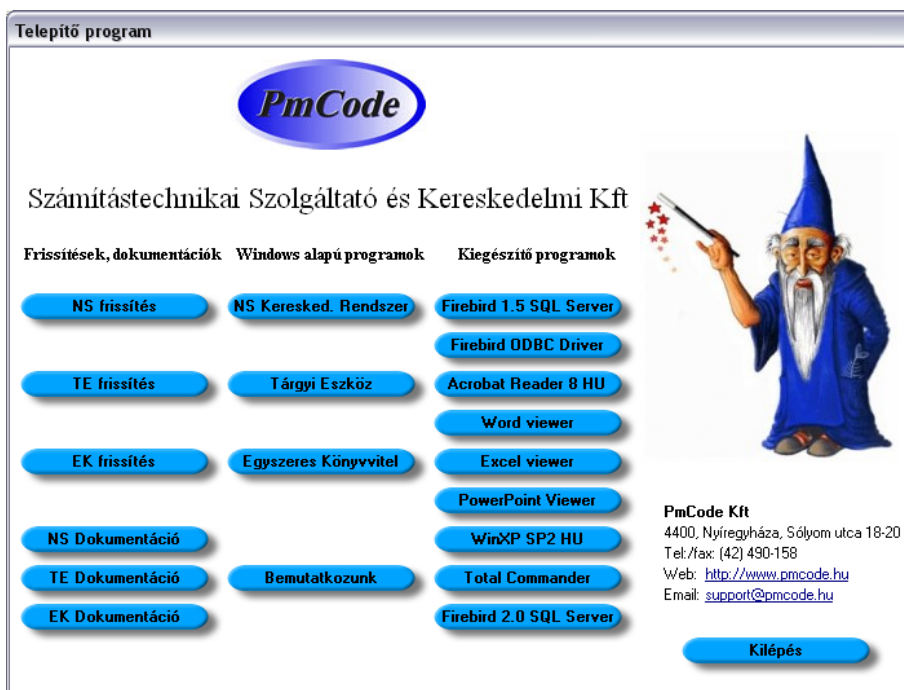 Telepítő program
PmCode
Számítástechnikai Szolgáltató és Kereskedelmi Kft
Frissítések, dokumentációk
NS frissítés
TE frissítés
EK frissítés
NS Dokumentáció
TE Dokumentáció
EK Dokumentáció
Windows alapú programok
NS Keresked. Rendszer
Tárgyi Eszköz
Egyszeres Könyvvitel
Bemutatkozunk
Kiegészítő programok
Firebird 1.5 SQL Server
Firebird ODBC Driver
Acrobat Reader 8 HU
Word viewer
Excel viewer
PowerPoint Viewer
WinXP SP2 HU
Total Commander
Firebird 2.0 SQL Server
PmCode Kft
4400, Nyíregyháza, Sólyom utca 18-20
Tel:/fax: (42) 490-158
Web: http://www.pmcode.hu
Email: support@pmcode.hu
Kilépés